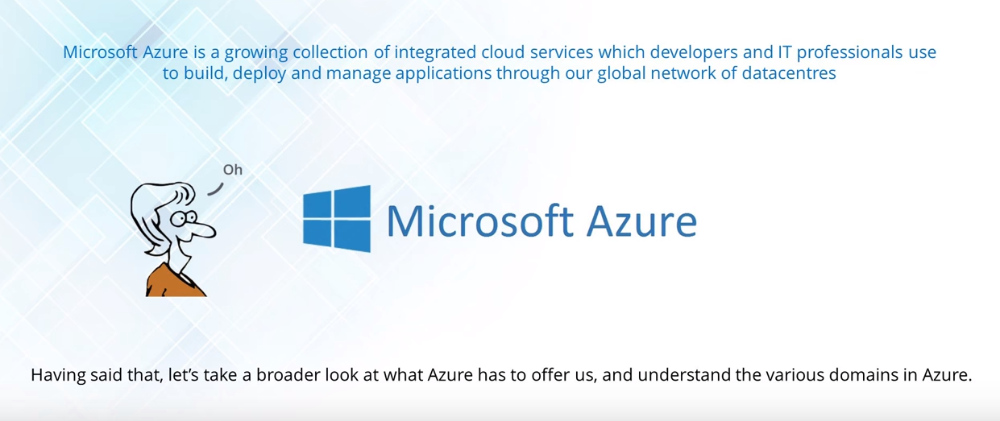 Microsoft Azure is a growing collection of integrated cloud services which developers and IT professionals use
to build, deploy and manage applications through our global network of datacentres
Oh
Microsoft Azure
Having said that, let’s take a broader look at what Azure has to offer us, and understand the various domains in Azure.